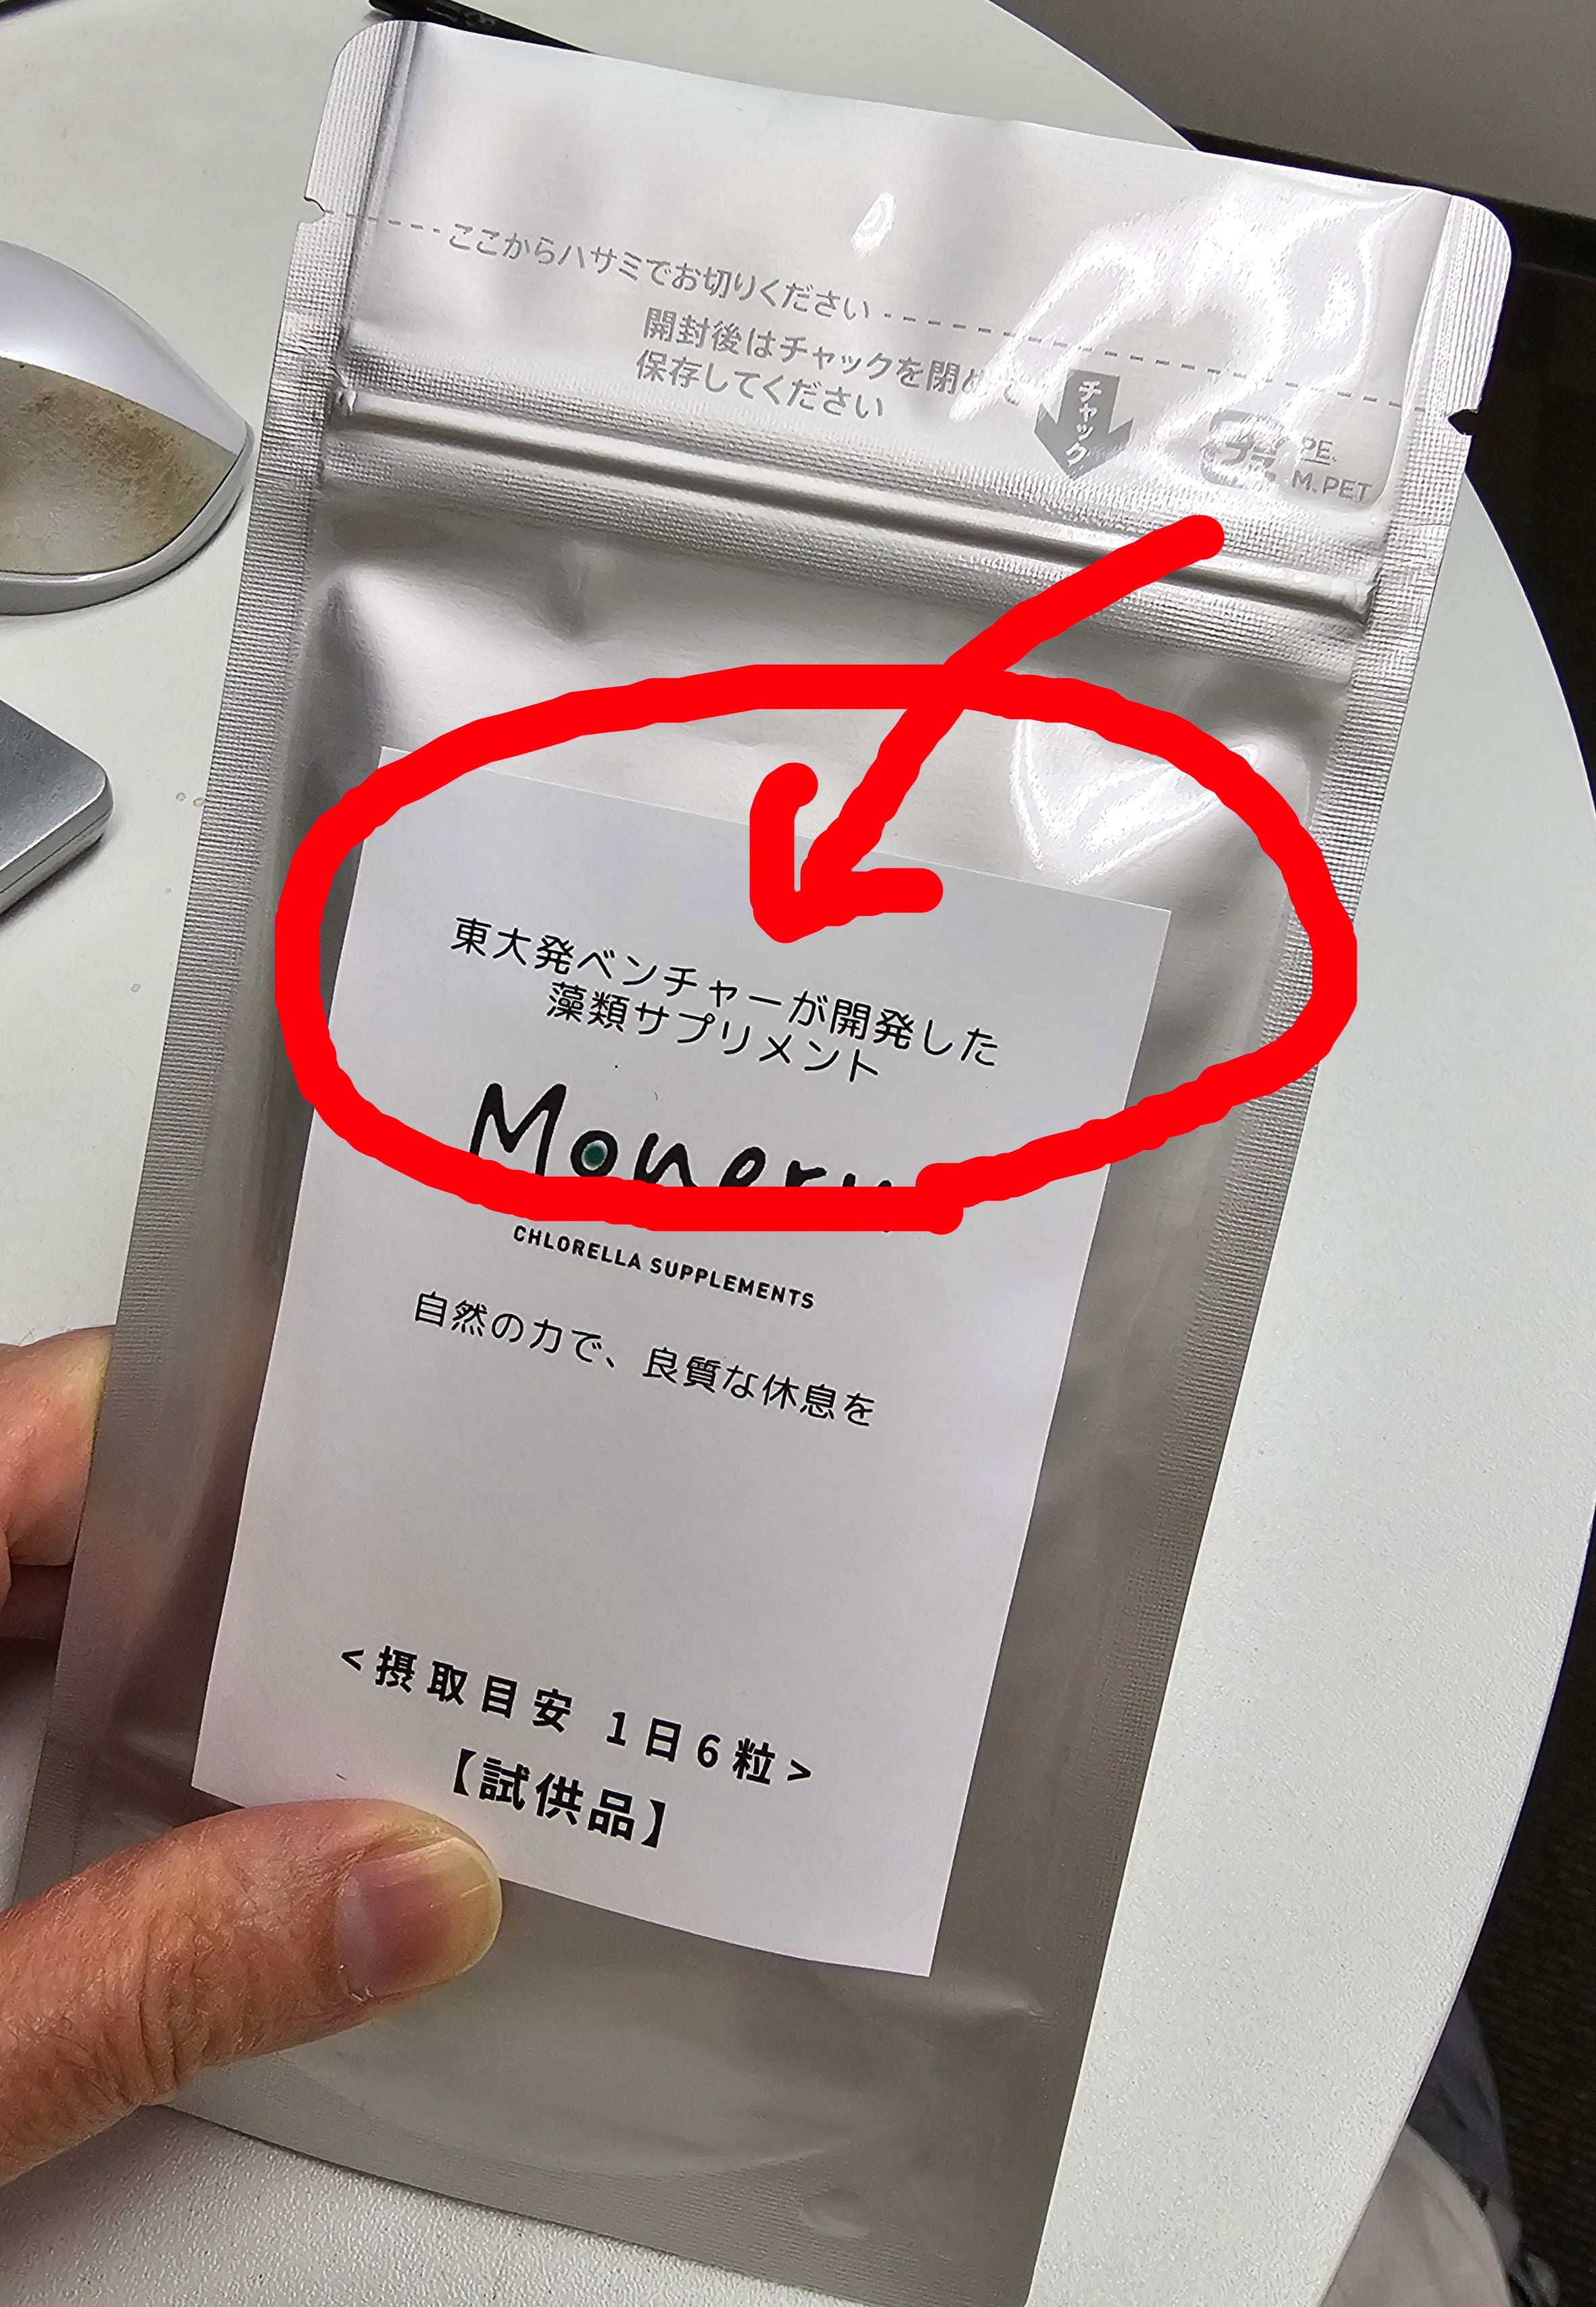 ここからハサミでお切りください
開封後はチャックを閉めて
保存してください
チャック
プラ
PE、
M、PET
東大発ベンチャーが開発した
藻類サプリメント
CHLORELLA SUPPLEMENTS
自然の力で、良質な休息を
<摂取目安 1日6粒>
【試供品】